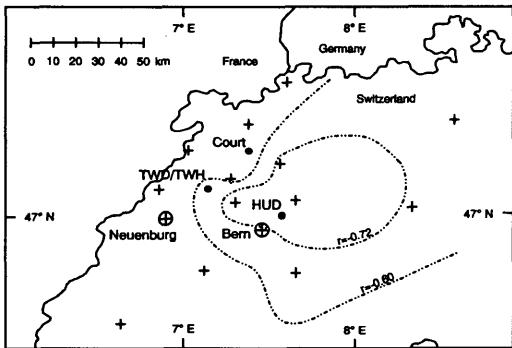 7° E
8° E
0 10 20 30 40 50 km
France
Germany
Switzerland
Court
TWD/TWH
HUD
47° N
47° N
Neuenburg
Bern
r=0.72
r=0.60
7° E
8° E